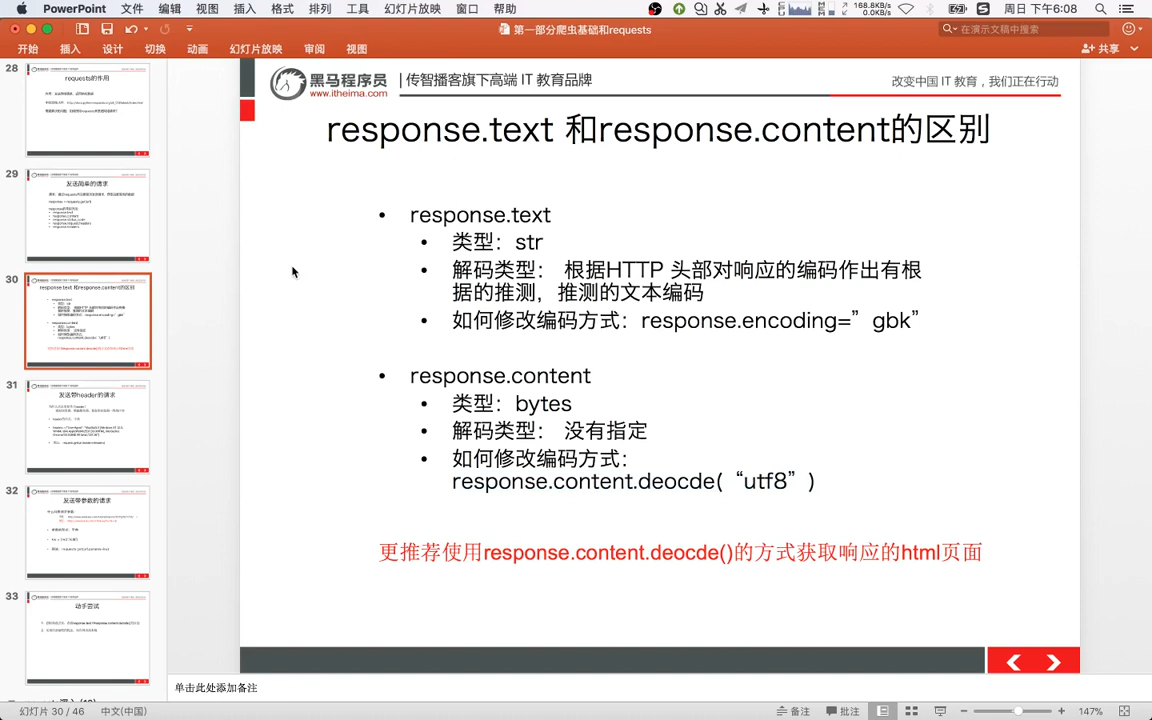 PowerPoint 文件 编辑 视图 插入 格式 排列 工具 幻灯片放映 窗口 帮助 168.8KB/s 0.0KB/s 周日 下午6:08
第一部分爬虫基础和requests
在演示文稿中搜索
开始 插入 设计 切换 动画 幻灯片放映 审阅 视图 共享
28
requests的作用
29
发送简单的请求
30
response.text 和response.content的区别
31
发送带header的请求
32
发送带参数的请求
33
动手尝试
黑马程序员
www.itheima.com
传智播客旗下高端 IT 教育品牌
改变中国 IT 教育，我们正在行动
response.text 和response.content的区别
• response.text
• 类型：str
• 解码类型： 根据HTTP 头部对响应的编码作出有根
据的推测，推测的文本编码
• 如何修改编码方式：response.encoding=”gbk”
• response.content
• 类型：bytes
• 解码类型： 没有指定
• 如何修改编码方式：
response.content.deocde(“utf8”)
更推荐使用response.content.deocde()的方式获取响应的html页面
单击此处添加备注
幻灯片 30 / 46 中文(中国) 备注 批注 147%